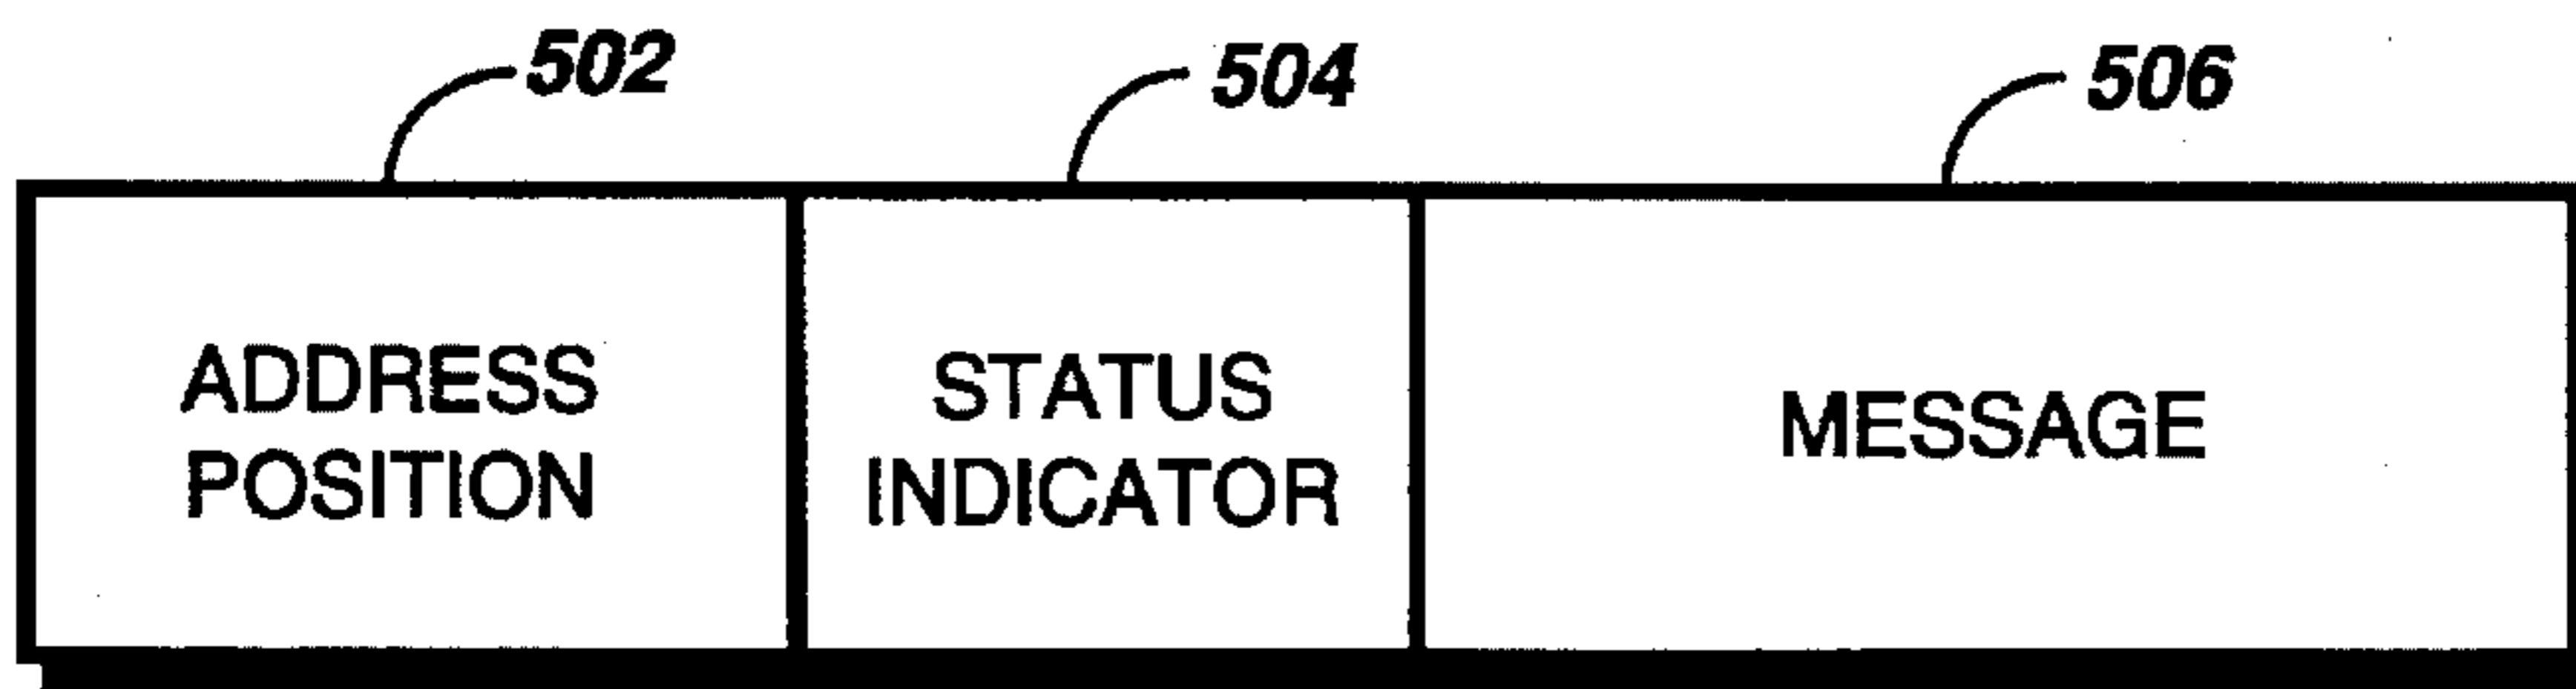 502 504 506
ADDRESS
POSITION
STATUS
INDICATOR
MESSAGE